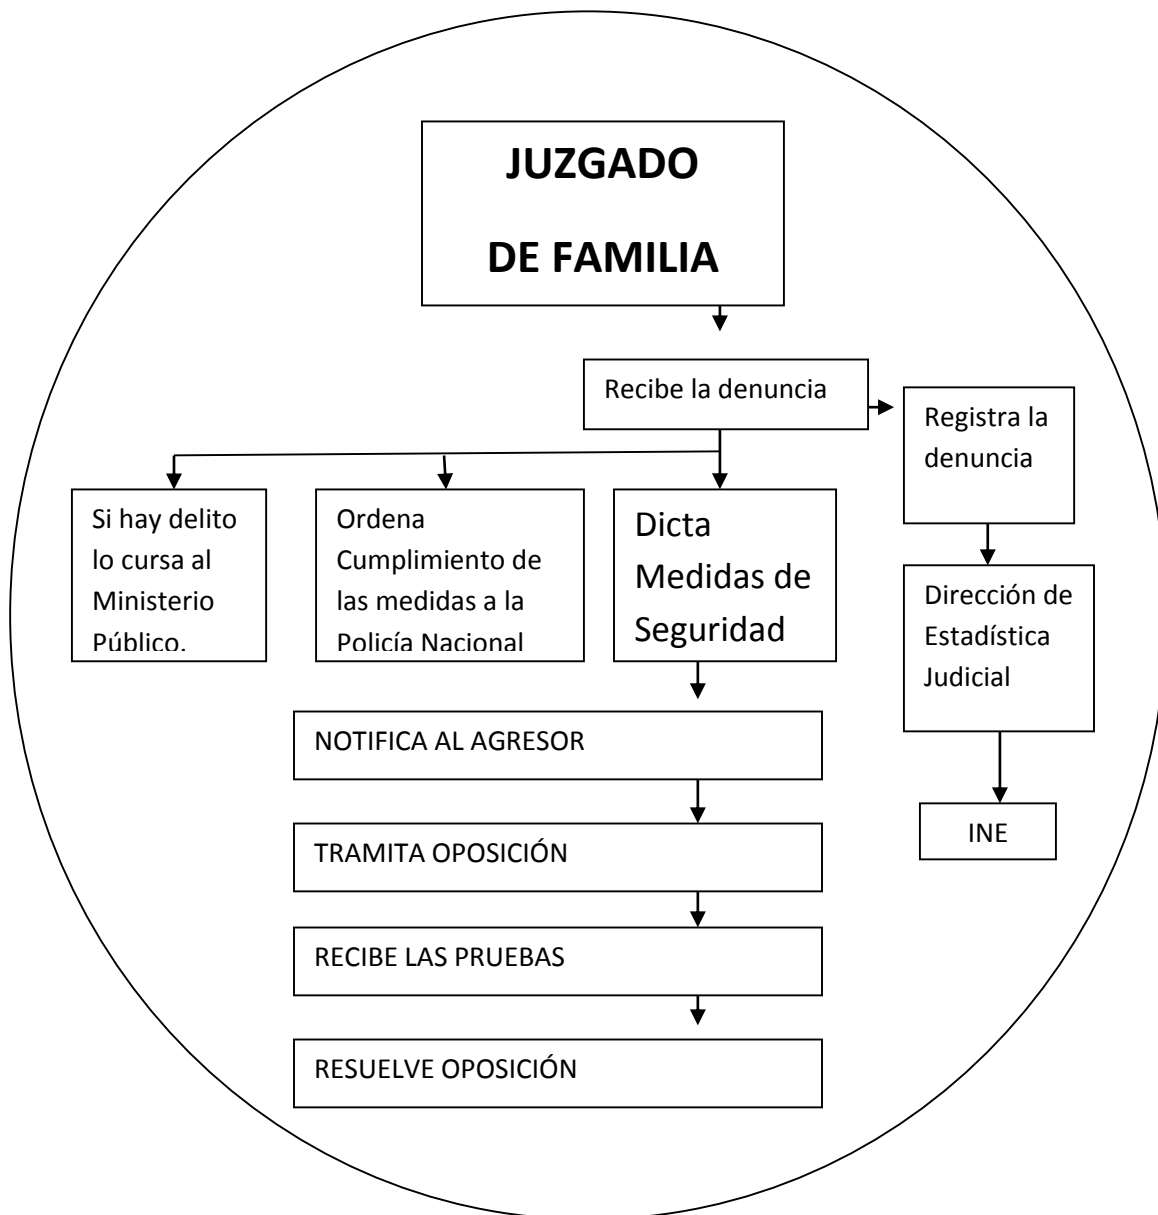 JUZGADO
DE FAMILIA
Recibe la denuncia
Registra la
denuncia
Si hay delito
lo cursa al
Ministerio
Público.
Ordena
Cumplimiento de
las medidas a la
Policía Nacional
Dicta
Medidas de
Seguridad
Dirección de
Estadística
Judicial
NOTIFICA AL AGRESOR
INE
TRAMITA OPOSICIÓN
RECIBE LAS PRUEBAS
RESUELVE OPOSICIÓN